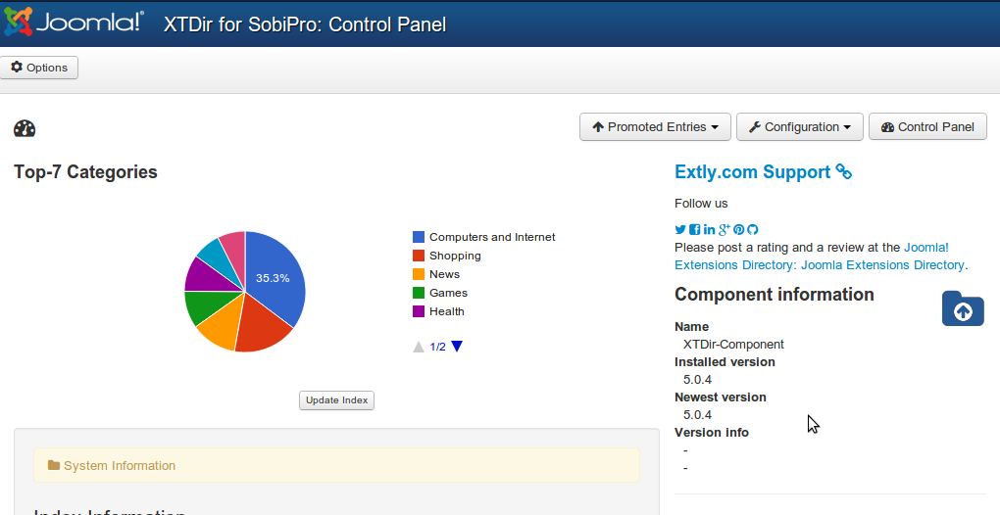 Joomla!® XTDir for SobiPro: Control Panel
Options
Promoted Entries Configuration Control Panel
Top-7 Categories
35.3%
Computers and Internet
Shopping
News
Games
Health
1/2
Update Index
System Information
Index Information
Extly.com Support
Follow us
Please post a rating and a review at the Joomla!
Extensions Directory: Joomla Extensions Directory.
Component information
Name
XTDir-Component
Installed version
5.0.4
Newest version
5.0.4
Version info
-
-